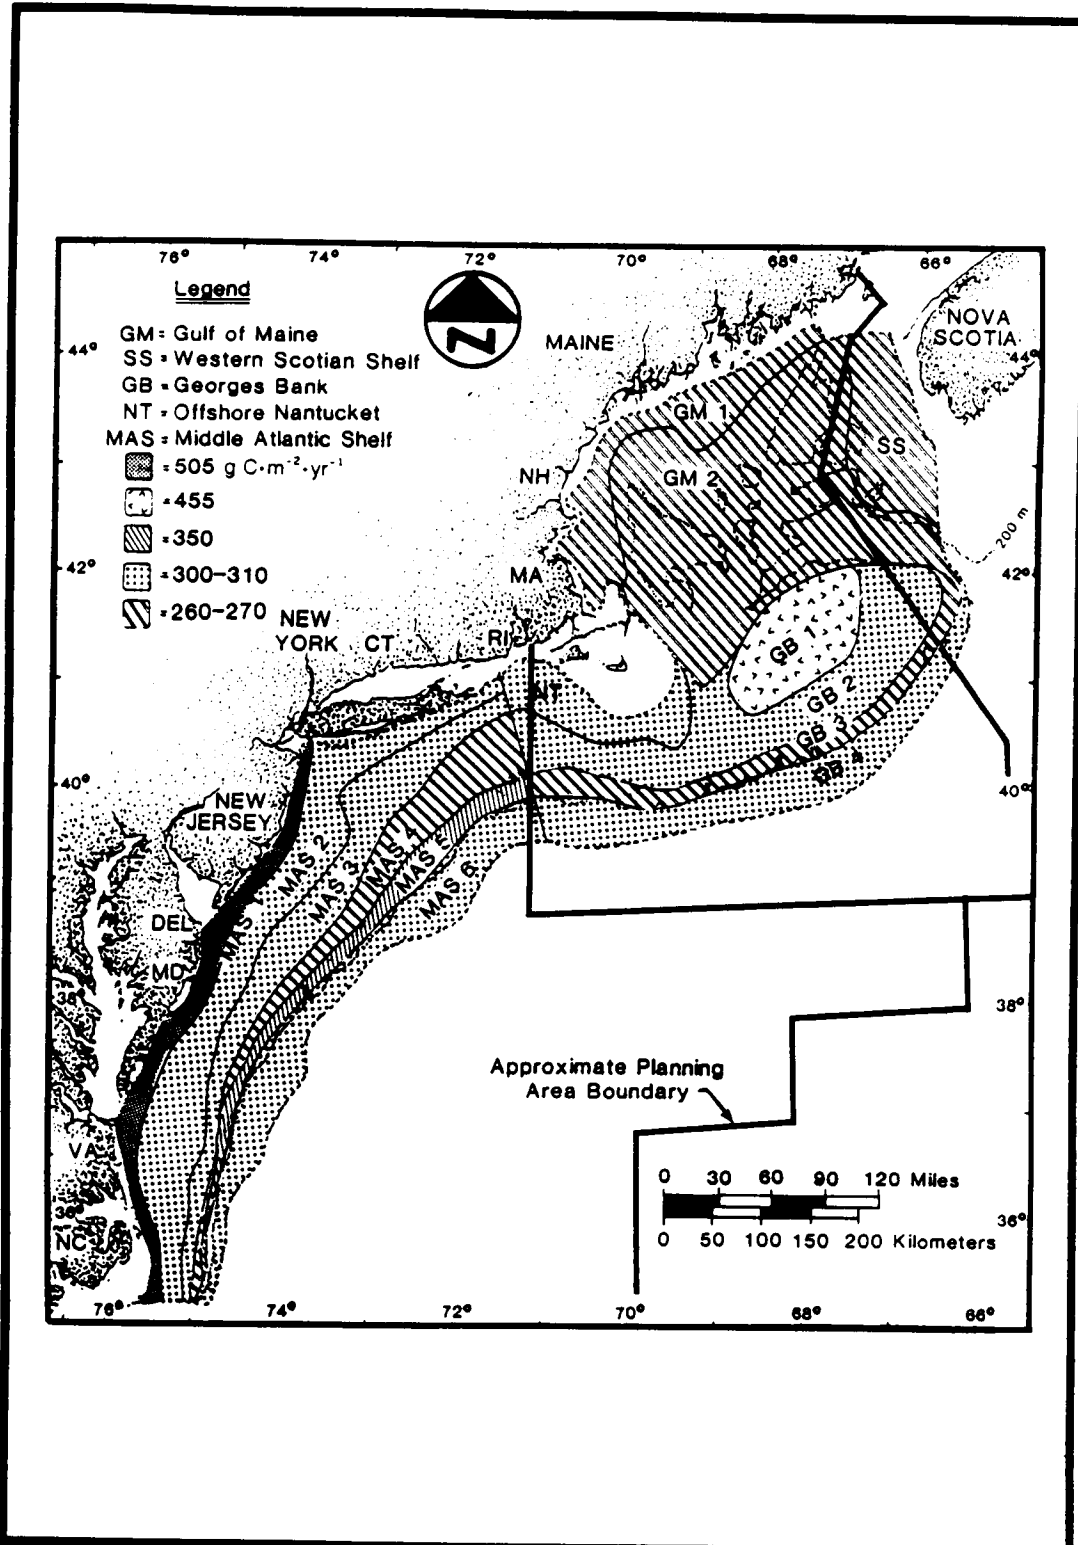 76°
74°
72°
70°
68°
66°
Legend
GM = Gulf of Maine
SS = Western Scotian Shelf
GB = Georges Bank
NT = Offshore Nantucket
MAS = Middle Atlantic Shelf
= 505 g C·m⁻²·yr⁻¹
= 455
= 350
= 300-310
= 260-270
N
44°
42°
40°
38°
36°
MAINE
NOVA
SCOTIA
44°
GM 1
GM 2
SS
NH
MA
200 m
42°
NEW
YORK
CT
RI
NT
GB 1
GB 2
GB 3
GB 4
40°
NEW
JERSEY
MAS 1
MAS 2
MAS 3
MAS 4
MAS 5
MAS 6
DEL
MD
VA
NC
38°
Approximate Planning
Area Boundary
0 30 60 90 120 Miles
0 50 100 150 200 Kilometers
36°
76°
74°
72°
70°
68°
66°